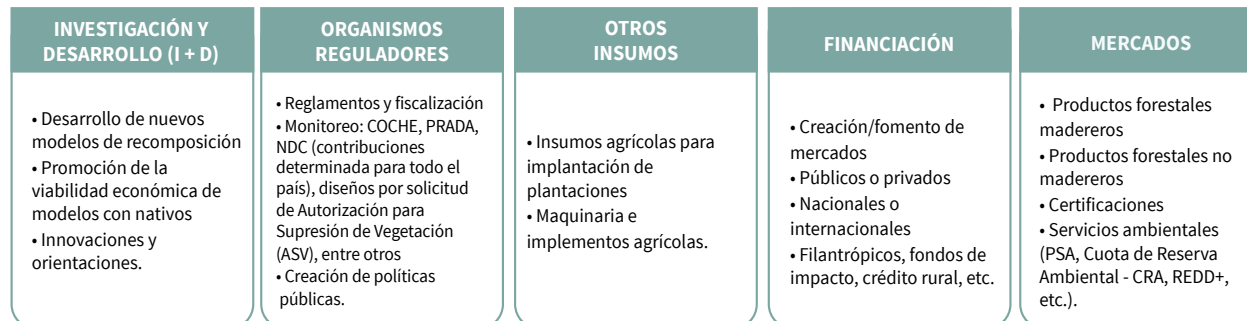 INVESTIGACIÓN Y
DESARROLLO (I + D)
• Desarrollo de nuevos
modelos de recomposición
• Promoción de la
viabilidad económica de
modelos con nativos
• Innovaciones y
orientaciones.
ORGANISMOS
REGULADORES
• Reglamentos y fiscalización
• Monitoreo: COCHE, PRADA,
NDC (contribuciones
determinada para todo el
país), diseños por solicitud
de Autorización para
Supresión de Vegetación
(ASV), entre otros
• Creación de políticas
públicas.
OTROS
INSUMOS
• Insumos agrícolas para
implantación de
plantaciones
• Maquinaria e
implementos agrícolas.
FINANCIACIÓN
• Creación/fomento de
mercados
• Públicos o privados
• Nacionales o
internacionales
• Filantrópicos, fondos de
impacto, crédito rural, etc.
MERCADOS
• Productos forestales
madereros
• Productos forestales no
madereros
• Certificaciones
• Servicios ambientales
(PSA, Cuota de Reserva
Ambiental - CRA, REDD+,
etc.).